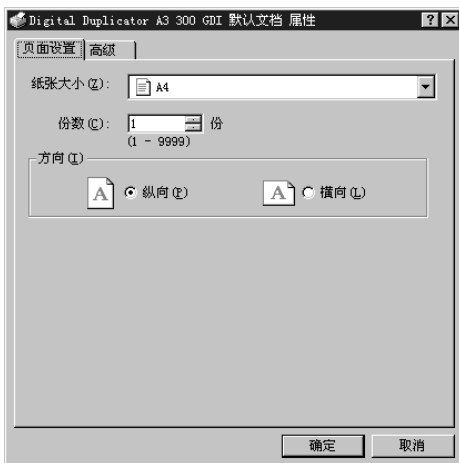 Digital Duplicator A3 300 GDI 默认文档 属性
页面设置 高级
纸张大小(Z): A4
份数(C): 1 份
(1 - 9999)
方向(I)
A 纵向(P) A 横向(L)
确定 取消